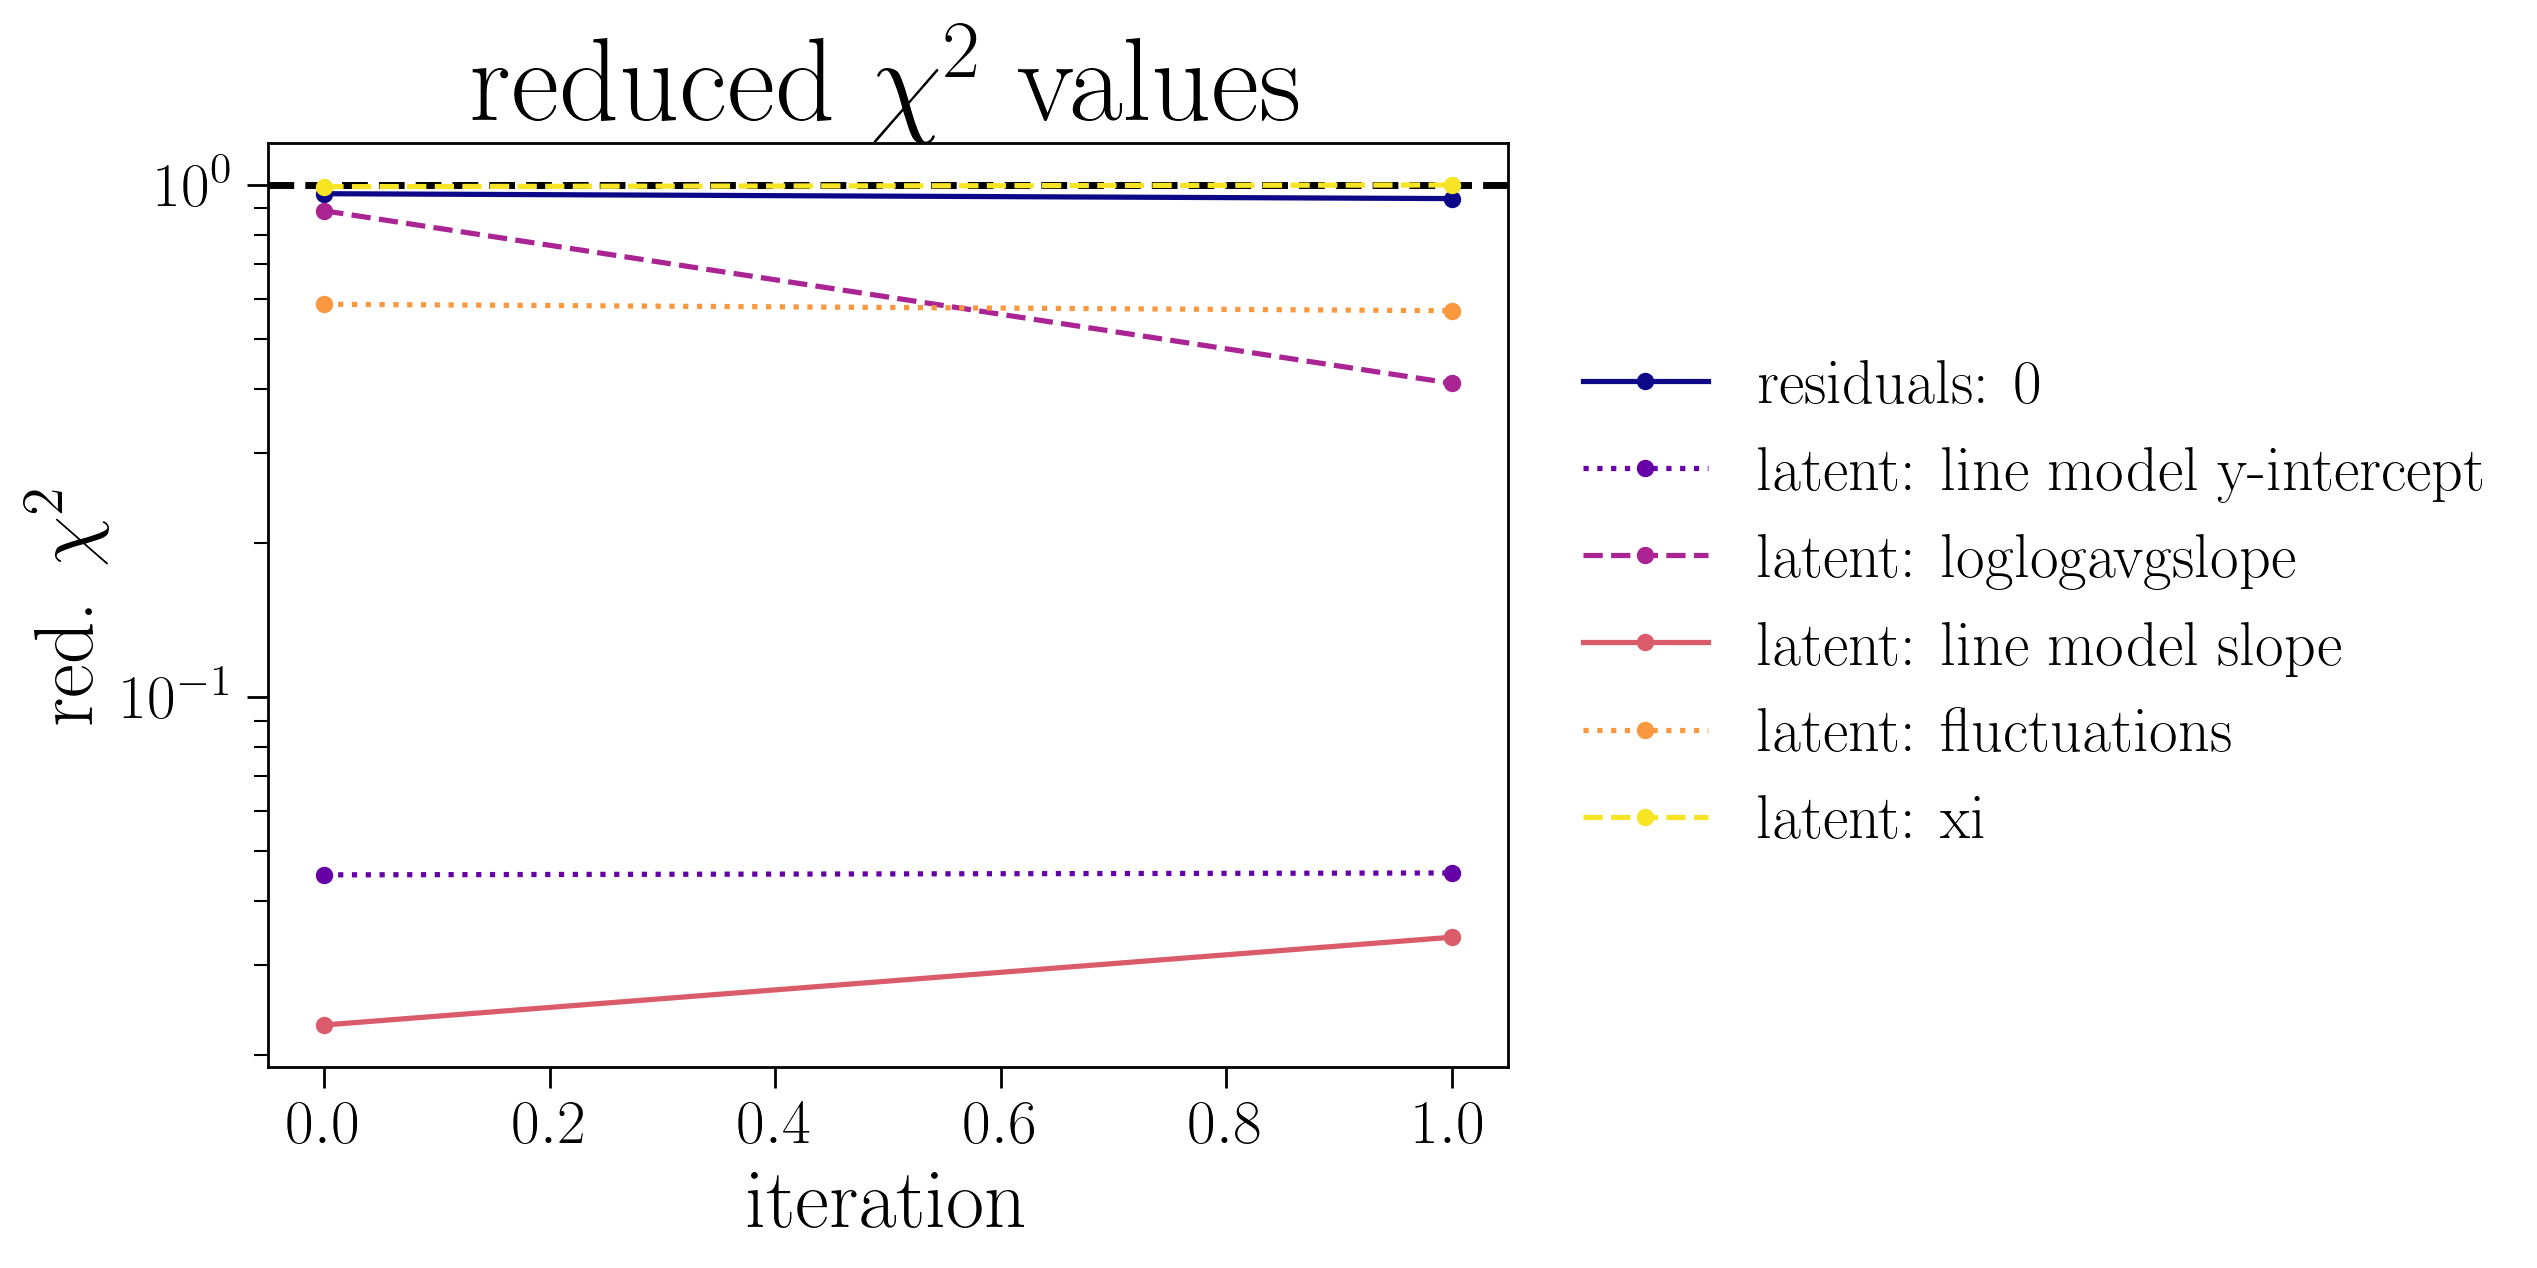 reduced χ² values
red. χ²
10⁰
10⁻¹
0.0 0.2 0.4 0.6 0.8 1.0
iteration
residuals: 0
latent: line model y-intercept
latent: loglogavgslope
latent: line model slope
latent: fluctuations
latent: xi